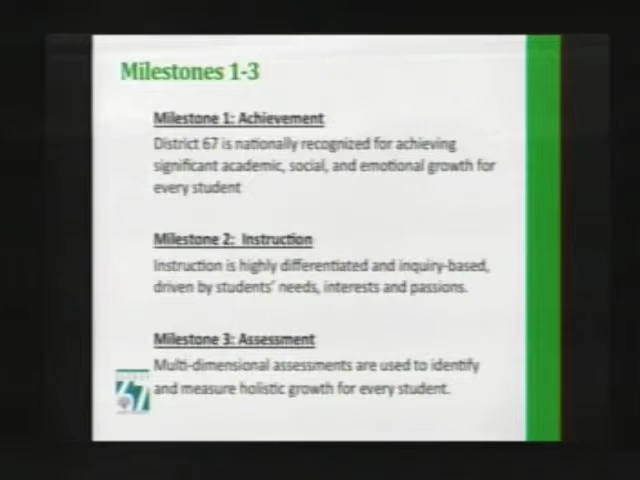 Milestones 1-3
Milestone 1: Achievement
District 67 is nationally recognized for achieving
significant academic, social, and emotional growth for
every student
Milestone 2:  Instruction
Instruction is highly differentiated and inquiry-based,
driven by students' needs, interests and passions.
Milestone 3: Assessment
Multi-dimensional assessments are used to identify
and measure holistic growth for every student.
67